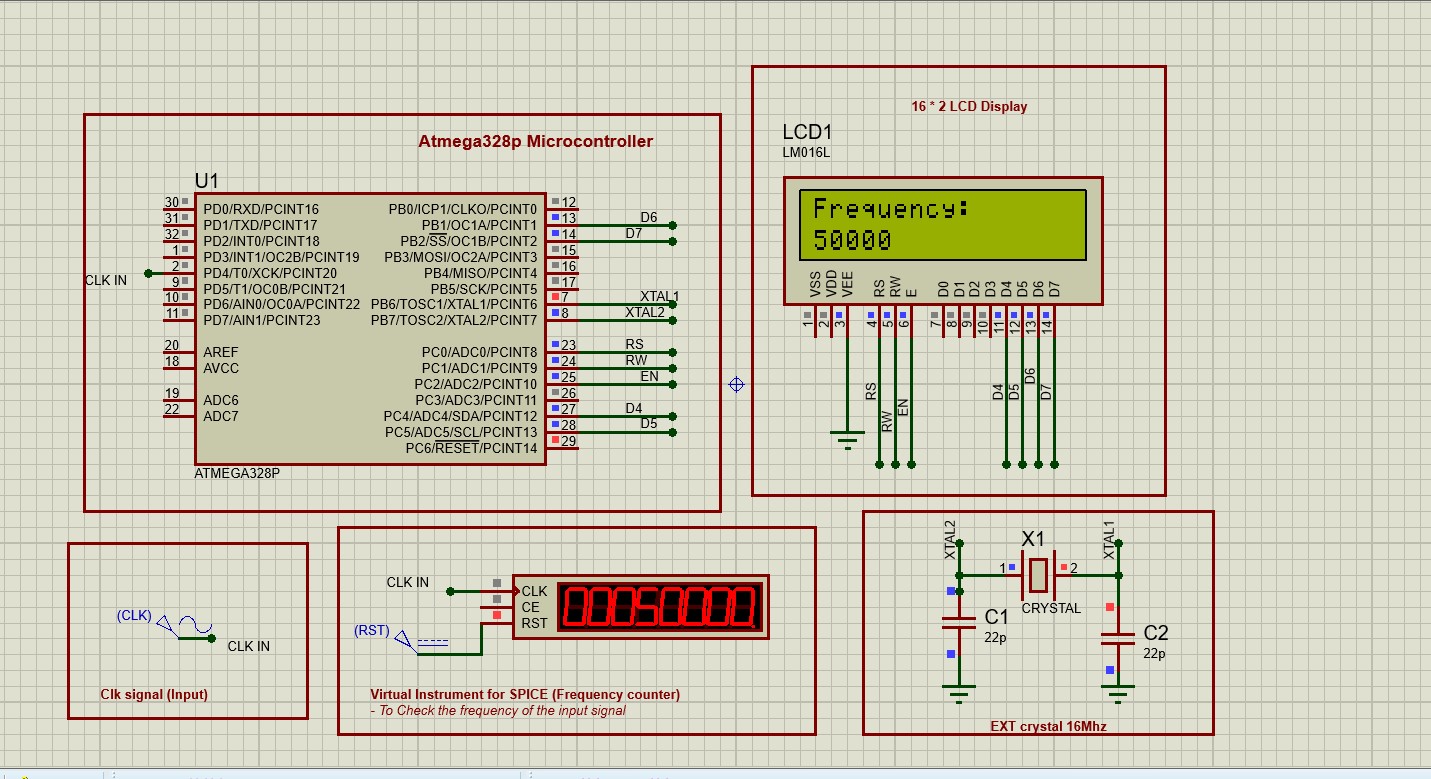 Atmega328p Microcontroller
U1
30 PD0/RXD/PCINT16
31 PD1/TXD/PCINT17
32 PD2/INT0/PCINT18
1 PD3/INT1/OC2B/PCINT19
2 PD4/T0/XCK/PCINT20
9 PD5/T1/OC0B/PCINT21
10 PD6/AIN0/OC0A/PCINT22
11 PD7/AIN1/PCINT23
20 AREF
18 AVCC
19 ADC6
22 ADC7
CLK IN
PB0/ICP1/CLKO/PCINT0 12
PB1/OC1A/PCINT1 13 D6
PB2/SS/OC1B/PCINT2 14 D7
PB3/MOSI/OC2A/PCINT3 15
PB4/MISO/PCINT4 16
PB5/SCK/PCINT5 17
PB6/TOSC1/XTAL1/PCINT6 7 XTAL1
PB7/TOSC2/XTAL2/PCINT7 8 XTAL2
PC0/ADC0/PCINT8 23 RS
PC1/ADC1/PCINT9 24 RW
PC2/ADC2/PCINT10 25 EN
PC3/ADC3/PCINT11 26
PC4/ADC4/SDA/PCINT12 27 D4
PC5/ADC5/SCL/PCINT13 28 D5
PC6/RESET/PCINT14 29
ATMEGA328P
16 * 2 LCD Display
LCD1
LM016L
Frequency:
50000
VSS VDD VEE RS RW E D0 D1 D2 D3 D4 D5 D6 D7
1 2 3 4 5 6 7 8 9 10 11 12 13 14
RS RW EN D4 D5 D6 D7
(CLK)
CLK IN
Clk signal (Input)
CLK IN
(RST)
CLK
CE
RST
00050000
Virtual Instrument for SPICE (Frequency counter)
- To Check the frequency of the input signal
XTAL2
X1
XTAL1
1 2
CRYSTAL
C1
22p
C2
22p
EXT crystal 16Mhz